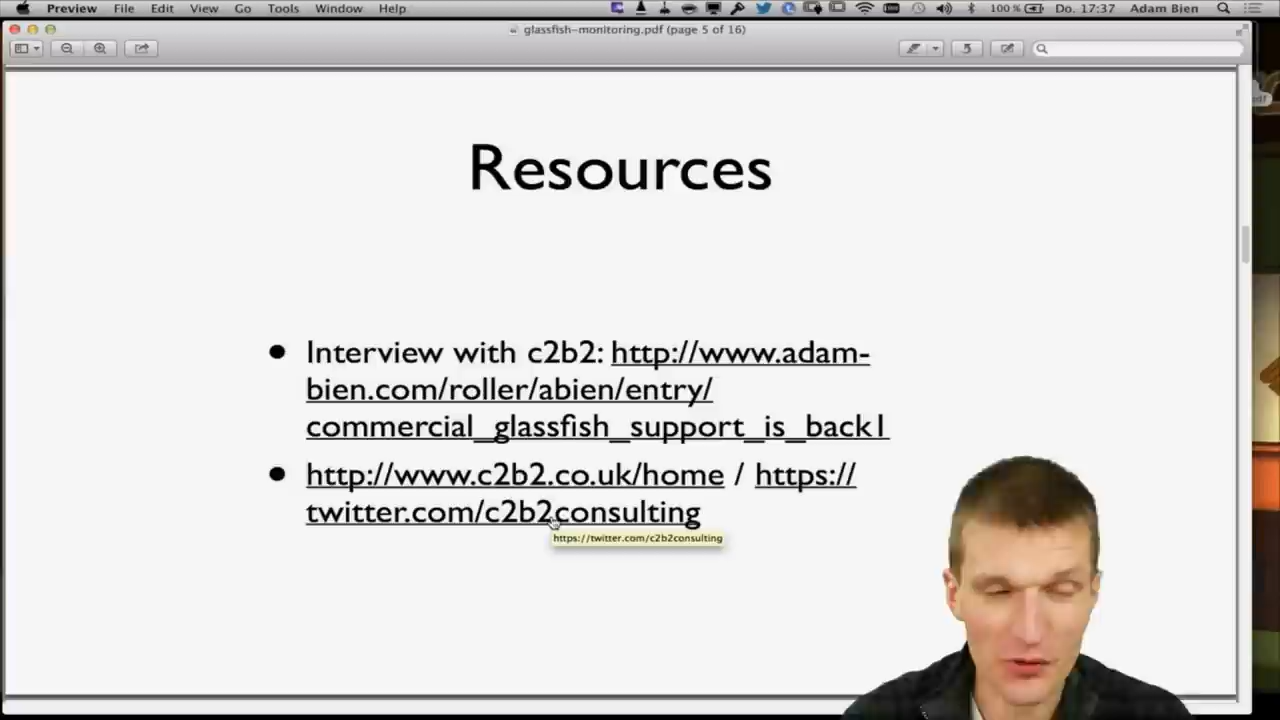 Preview File Edit View Go Tools Window Help 100 % Do. 17:37 Adam Bien
glassfish-monitoring.pdf (page 5 of 16)
Resources
• Interview with c2b2: http://www.adam-
bien.com/roller/abien/entry/
commercial_glassfish_support_is_back1
• http://www.c2b2.co.uk/home / https://
twitter.com/c2b2consulting
https://twitter.com/c2b2consulting